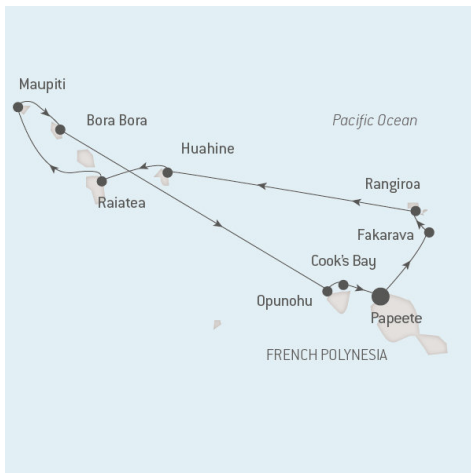 Maupiti
Bora Bora
Pacific Ocean
Huahine
Rangiroa
Raiatea
Fakarava
Cook's Bay
Opunohu
Papeete
FRENCH POLYNESIA